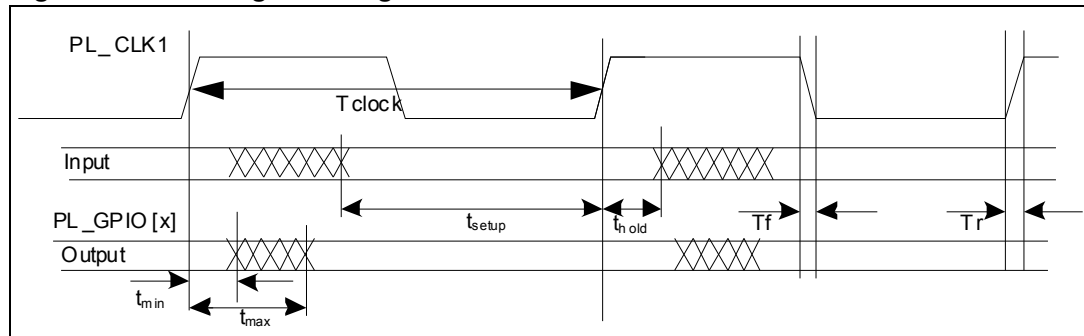 PL_CLK1
Tclock
Input
tsetup
thold
Tf
Tr
PL_GPIO [x]
Output
tmin
tmax